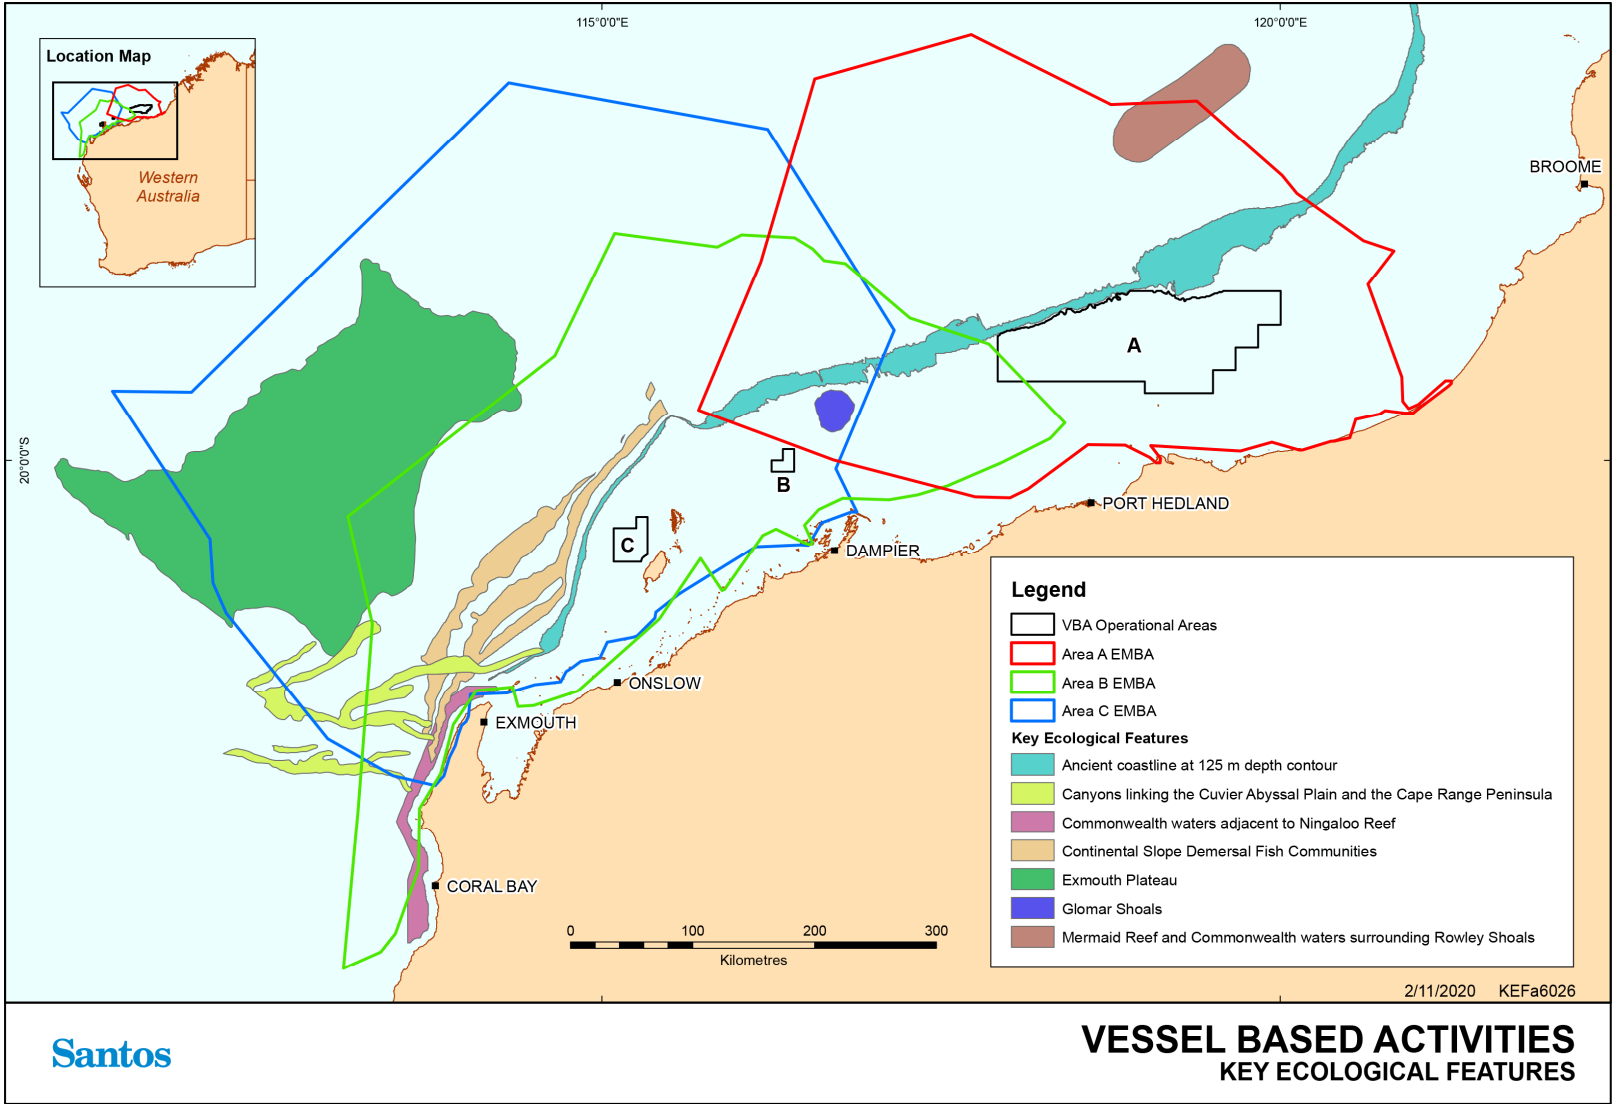 115°0'0"E
120°0'0"E
Location Map
Western
Australia
BROOME
A
20°0'0"S
B
C
PORT HEDLAND
DAMPIER
ONSLOW
EXMOUTH
CORAL BAY
Legend
VBA Operational Areas
Area A EMBA
Area B EMBA
Area C EMBA
Key Ecological Features
Ancient coastline at 125 m depth contour
Canyons linking the Cuvier Abyssal Plain and the Cape Range Peninsula
Commonwealth waters adjacent to Ningaloo Reef
Continental Slope Demersal Fish Communities
Exmouth Plateau
Glomar Shoals
Mermaid Reef and Commonwealth waters surrounding Rowley Shoals
0 100 200 300
Kilometres
2/11/2020 KEFa6026
Santos
VESSEL BASED ACTIVITIES
KEY ECOLOGICAL FEATURES